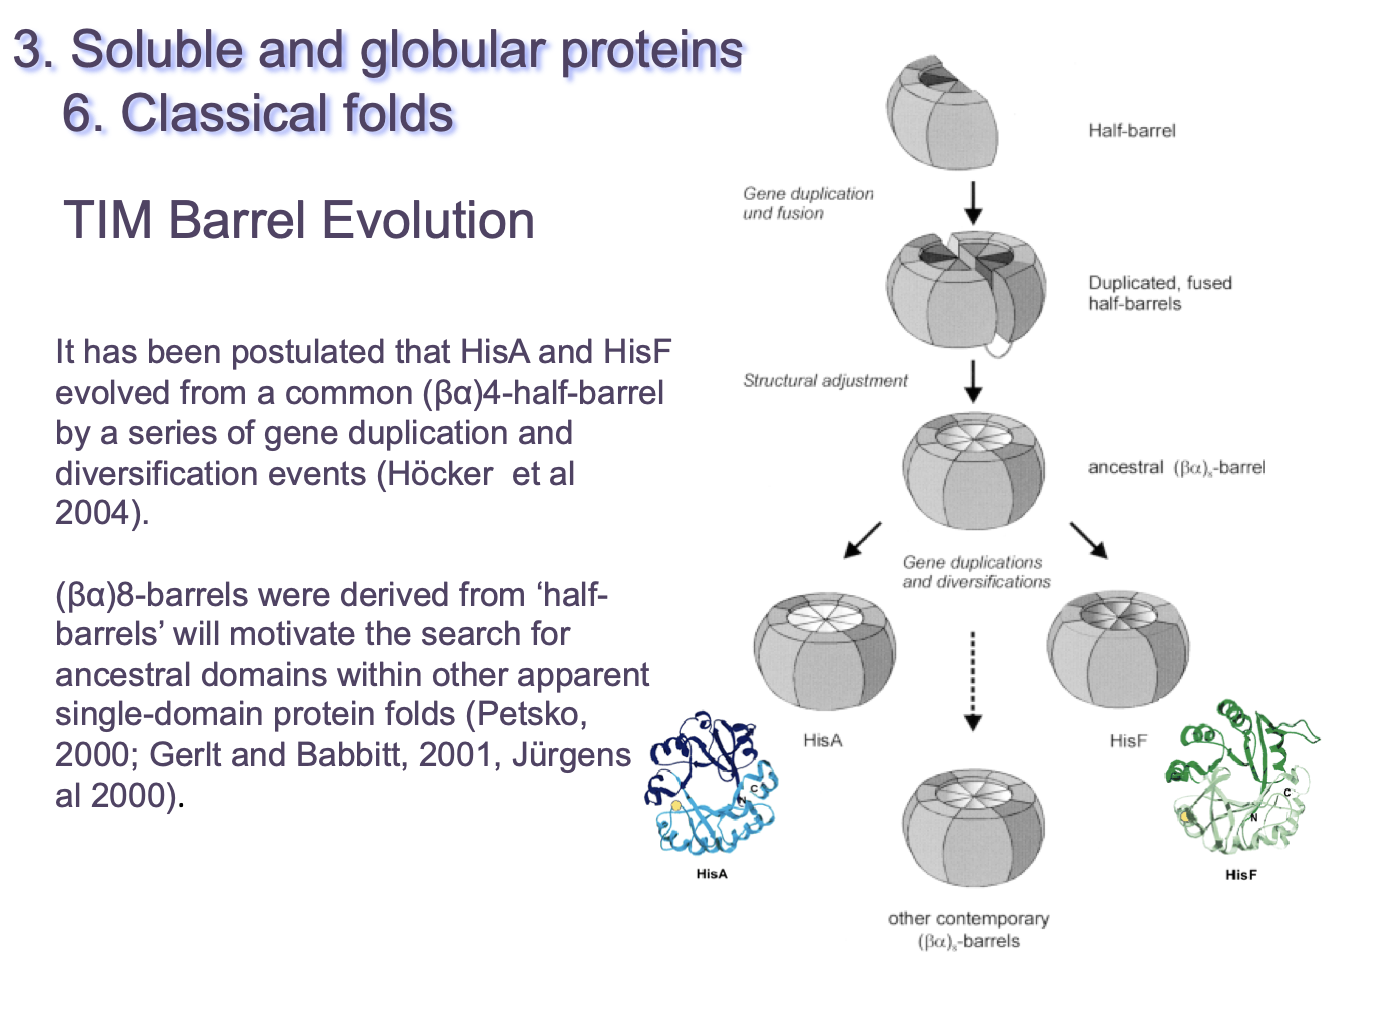 3. Soluble and globular proteins
6. Classical folds
TIM Barrel Evolution
It has been postulated that HisA and HisF
evolved from a common (βα)4-half-barrel
by a series of gene duplication and
diversification events (Höcker  et al
2004).
(βα)8-barrels were derived from ‘half-
barrels’ will motivate the search for
ancestral domains within other apparent
single-domain protein folds (Petsko,
2000; Gerlt and Babbitt, 2001, Jürgens
al 2000).
Half-barrel
Gene duplication
und fusion
Duplicated, fused
half-barrels
Structural adjustment
ancestral (βα)₈-barrel
Gene duplications
and diversifications
HisA
HisF
N
C
HisA
C
N
HisF
other contemporary
(βα)₈-barrels